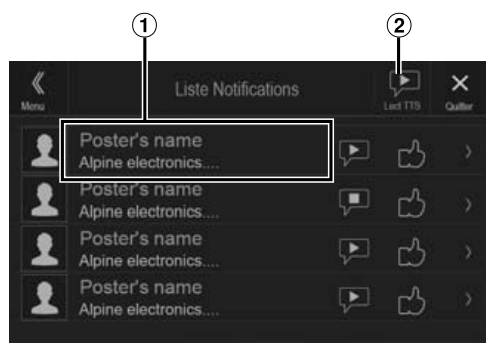 ① ②
Menu
Liste Notifications
Lect TTS
Quitter
Poster's name
Alpine electronics....
Poster's name
Alpine electronics....
Poster's name
Alpine electronics....
Poster's name
Alpine electronics....